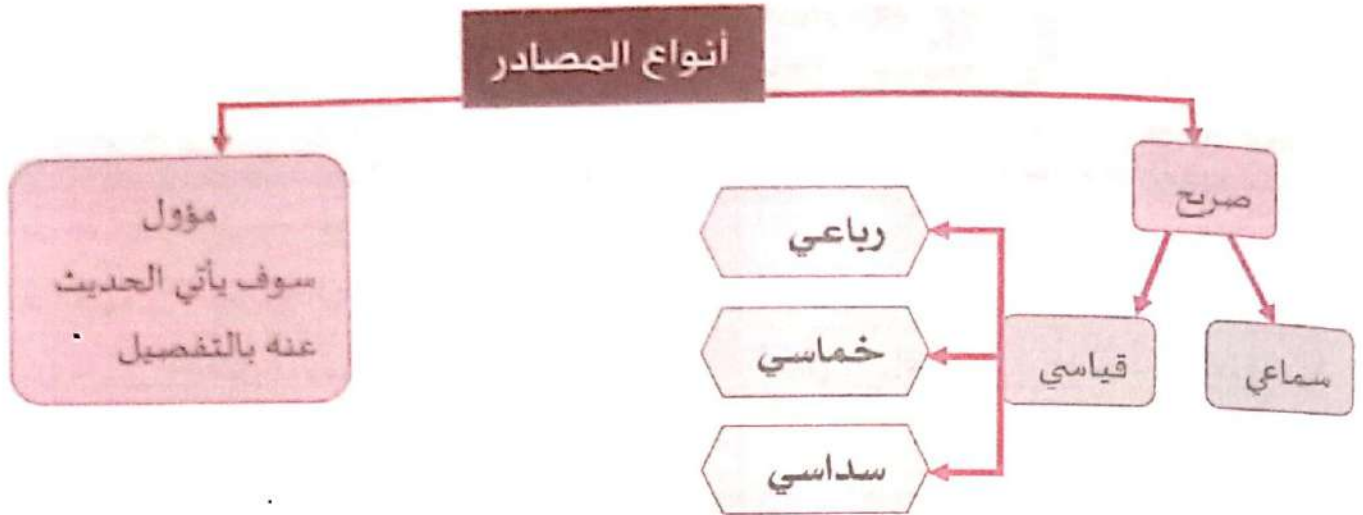 أنواع المصادر
صريح
سماعي
قياسي
رباعي
خماسي
سداسي
مؤول
سوف يأتي الحديث
عنه بالتفصيل